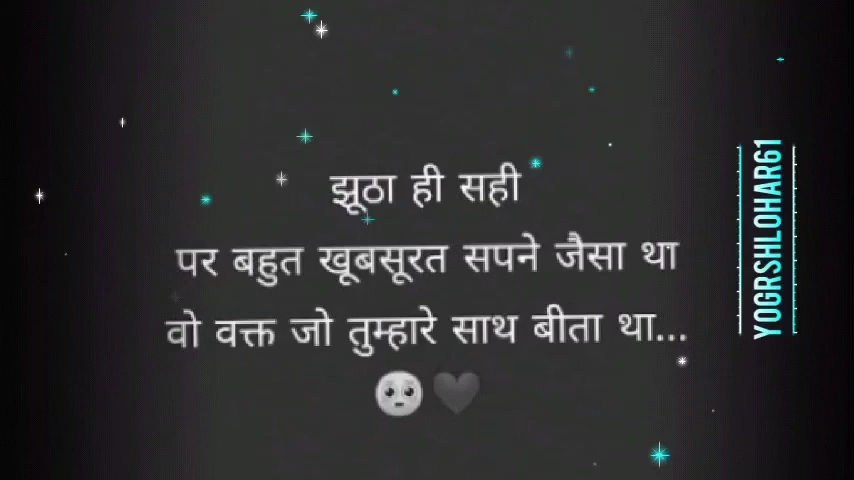 झूठा ही सही
पर बहुत खूबसूरत सपने जैसा था
वो वक्त जो तुम्हारे साथ बीता था...
🥺🖤
YOGRSHLOHAR61